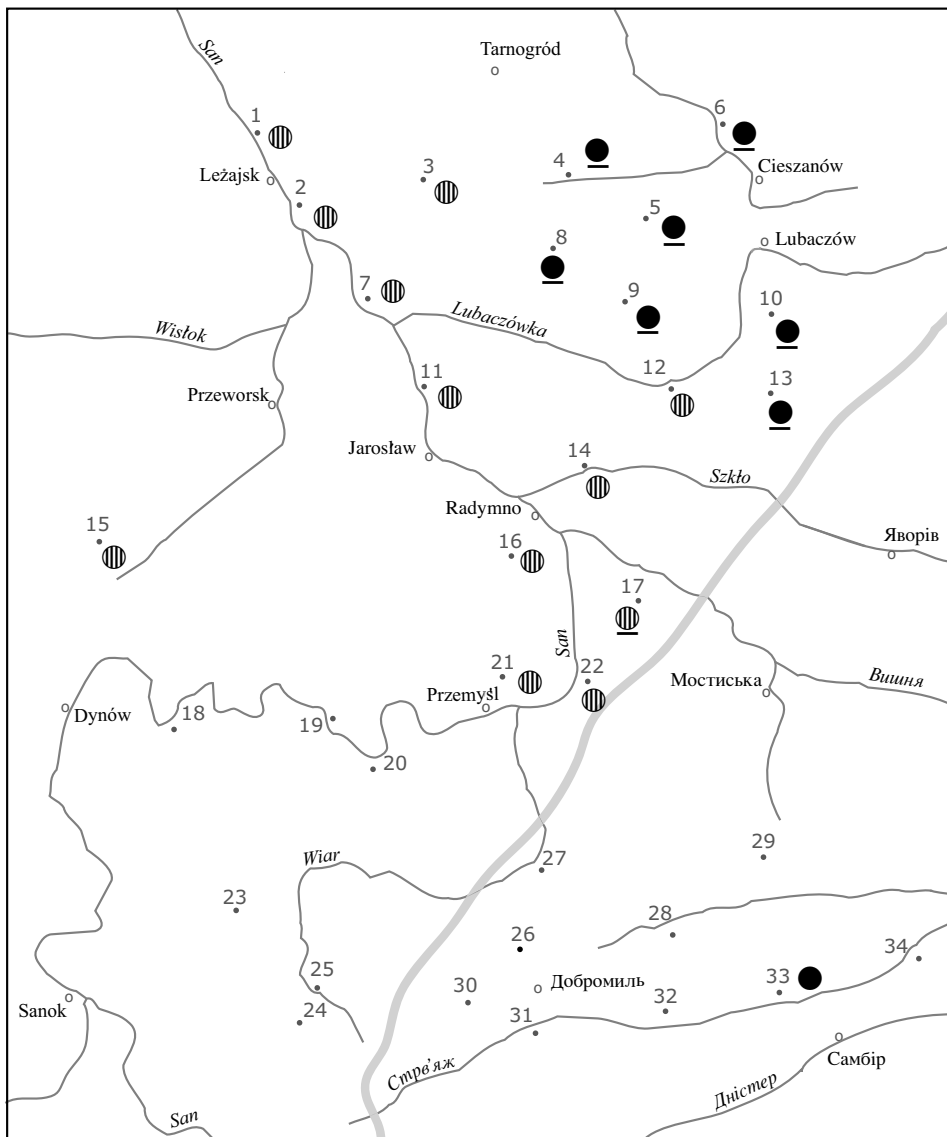 San
Tarnogród
1
6
Leżajsk
3
4
Cieszanów
2
5
8
Lubaczów
7
9
10
Wisłok
Lubaczówka
11
12
13
Przeworsk
Jarosław
14
Szkło
Radymno
15
16
Яворів
17
San
21
22
Мостиська
Вишня
Przemyśl
Dynów
18
19
20
Wiar
27
29
23
28
26
34
25
Sanok
30
Добромиль
33
24
31
32
Самбір
Стрв'яж
Дністер
San